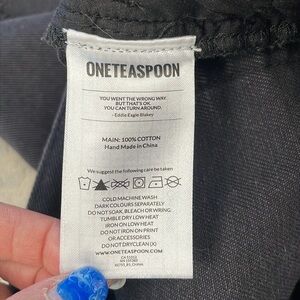 ONETEASPOON
YOU WENT THE WRONG WAY
BUT THAT'S OK.
YOU CAN TURN AROUND.
- Eddie Eagle Blakey
MAIN: 100% COTTON
Hand Made in China
We suggest the following care be taken
COLD MACHINE WASH
DARK COLOURS SEPARATELY
DO NOT SOAK, BLEACH OR WRING
TUMBLE DRY LOW HEAT
IRON ON LOW HEAT
DO NOT IRON ON PRINT
OR ACCESSORIES
DO NOT DRYCLEAN (X)
WWW.ONETEASPOON.COM